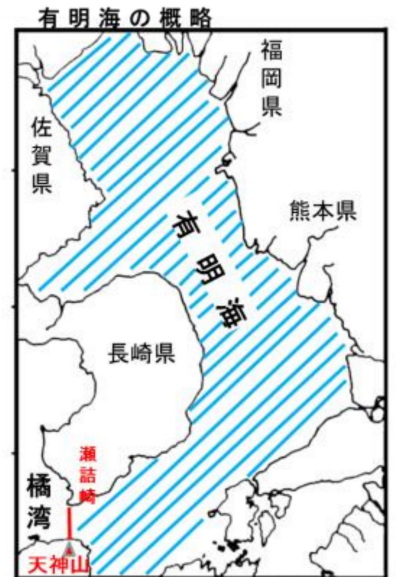 有明海の概略
福岡県
佐賀県
熊本県
有明海
長崎県
瀬詰崎
橘湾
天神山